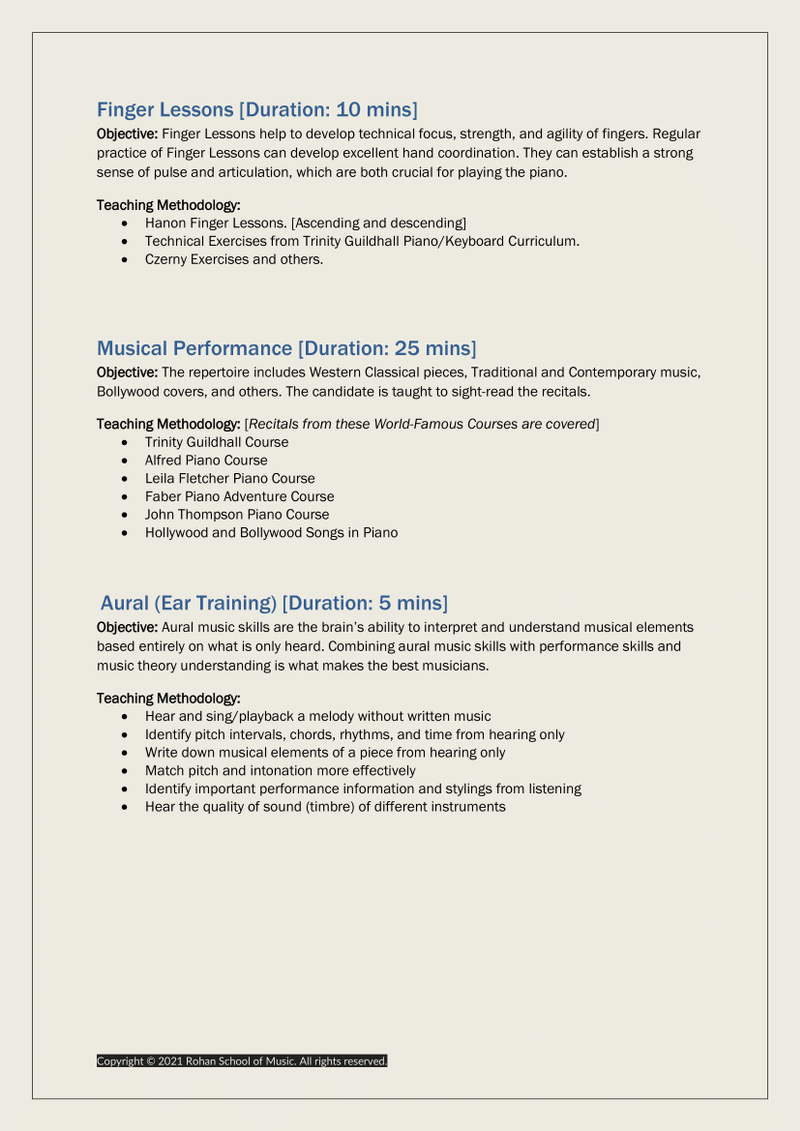 Finger Lessons [Duration: 10 mins]
Objective: Finger Lessons help to develop technical focus, strength, and agility of fingers. Regular
practice of Finger Lessons can develop excellent hand coordination. They can establish a strong
sense of pulse and articulation, which are both crucial for playing the piano.
Teaching Methodology:
• Hanon Finger Lessons. [Ascending and descending]
• Technical Exercises from Trinity Guildhall Piano/Keyboard Curriculum.
• Czerny Exercises and others.
Musical Performance [Duration: 25 mins]
Objective: The repertoire includes Western Classical pieces, Traditional and Contemporary music,
Bollywood covers, and others. The candidate is taught to sight-read the recitals.
Teaching Methodology: [Recitals from these World-Famous Courses are covered]
• Trinity Guildhall Course
• Alfred Piano Course
• Leila Fletcher Piano Course
• Faber Piano Adventure Course
• John Thompson Piano Course
• Hollywood and Bollywood Songs in Piano
Aural (Ear Training) [Duration: 5 mins]
Objective: Aural music skills are the brain’s ability to interpret and understand musical elements
based entirely on what is only heard. Combining aural music skills with performance skills and
music theory understanding is what makes the best musicians.
Teaching Methodology:
• Hear and sing/playback a melody without written music
• Identify pitch intervals, chords, rhythms, and time from hearing only
• Write down musical elements of a piece from hearing only
• Match pitch and intonation more effectively
• Identify important performance information and stylings from listening
• Hear the quality of sound (timbre) of different instruments
Copyright © 2021 Rohan School of Music. All rights reserved.